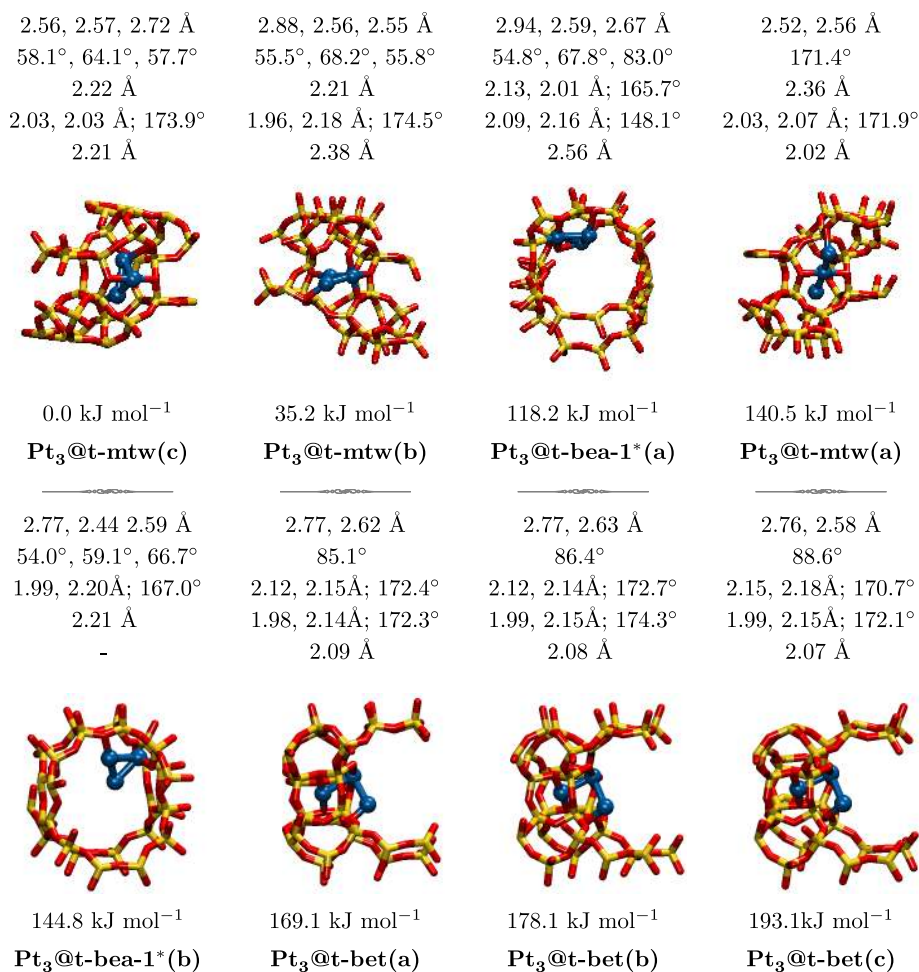 2.56, 2.57, 2.72 Å 2.88, 2.56, 2.55 Å 2.94, 2.59, 2.67 Å 2.52, 2.56 Å
58.1°, 64.1°, 57.7° 55.5°, 68.2°, 55.8° 54.8°, 67.8°, 83.0° 171.4°
2.22 Å 2.21 Å 2.13, 2.01 Å; 165.7° 2.36 Å
2.03, 2.03 Å; 173.9° 1.96, 2.18 Å; 174.5° 2.09, 2.16 Å; 148.1° 2.03, 2.07 Å; 171.9°
2.21 Å 2.38 Å 2.56 Å 2.02 Å
0.0 kJ mol⁻¹ 35.2 kJ mol⁻¹ 118.2 kJ mol⁻¹ 140.5 kJ mol⁻¹
Pt₃@t-mtw(c) Pt₃@t-mtw(b) Pt₃@t-bea-1*(a) Pt₃@t-mtw(a)
2.77, 2.44 2.59 Å 2.77, 2.62 Å 2.77, 2.63 Å 2.76, 2.58 Å
54.0°, 59.1°, 66.7° 85.1° 86.4° 88.6°
1.99, 2.20Å; 167.0° 2.12, 2.15Å; 172.4° 2.12, 2.14Å; 172.7° 2.15, 2.18Å; 170.7°
2.21 Å 1.98, 2.14Å; 172.3° 1.99, 2.15Å; 174.3° 1.99, 2.15Å; 172.1°
- 2.09 Å 2.08 Å 2.07 Å
144.8 kJ mol⁻¹ 169.1 kJ mol⁻¹ 178.1 kJ mol⁻¹ 193.1kJ mol⁻¹
Pt₃@t-bea-1*(b) Pt₃@t-bet(a) Pt₃@t-bet(b) Pt₃@t-bet(c)